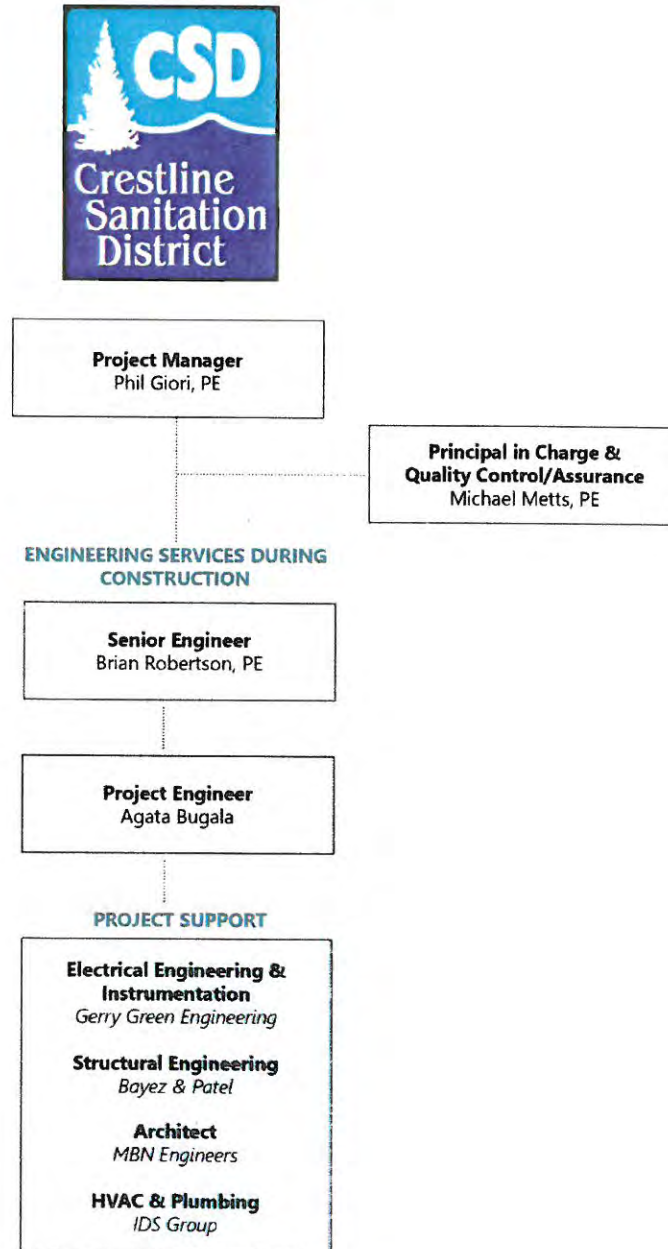 CSD
Crestline
Sanitation
District
Project Manager
Phil Giori, PE
Principal in Charge &
Quality Control/Assurance
Michael Metts, PE
ENGINEERING SERVICES DURING
CONSTRUCTION
Senior Engineer
Brian Robertson, PE
Project Engineer
Agata Bugala
PROJECT SUPPORT
Electrical Engineering &
Instrumentation
Gerry Green Engineering
Structural Engineering
Bayez & Patel
Architect
MBN Engineers
HVAC & Plumbing
IDS Group